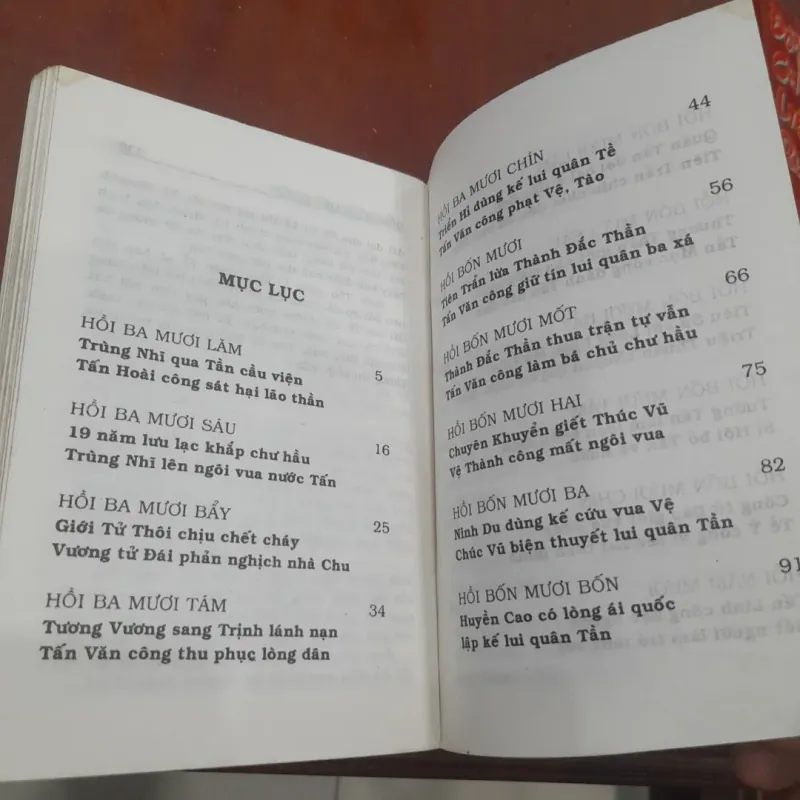 MỤC LỤC
HỒI BA MƯƠI LĂM
Trùng Nhĩ qua Tần cầu viện 5
Tấn Hoài công sát hại lão thần
HỒI BA MƯƠI SÁU
19 năm lưu lạc khắp chư hầu 16
Trùng Nhĩ lên ngôi vua nước Tấn
HỒI BA MƯƠI BẨY 25
Giới Tử Thôi chịu chết cháy
Vương tử Đái phản nghịch nhà Chu
HỒI BA MƯƠI TÁM 34
Tương Vương sang Trịnh lánh nạn
Tấn Văn công thu phục lòng dân
HỒI BA MƯƠI CHÍN 44
Triển Hỉ dùng kế lui quân Tề
Tấn Văn công phạt Vệ, Tào
HỒI BỐN MƯƠI 56
Tiên Trần lừa Thành Đắc Thần
Tấn Văn công giữ tín lui quân ba xá
HỒI BỐN MƯƠI MỐT 66
Thành Đắc Thần thua trận tự vẫn
Tấn Văn công làm bá chủ chư hầu
HỒI BỐN MƯƠI HAI 75
Chuyên Khuyển giết Thúc Vũ
Vệ Thành công mất ngôi vua
HỒI BỐN MƯƠI BA 82
Ninh Du dùng kế cứu vua Vệ
Chúc Vũ biện thuyết lui quân Tần
HỒI BỐN MƯƠI BỐN 91
Huyền Cao có lòng ái quốc
lập kế lui quân Tần